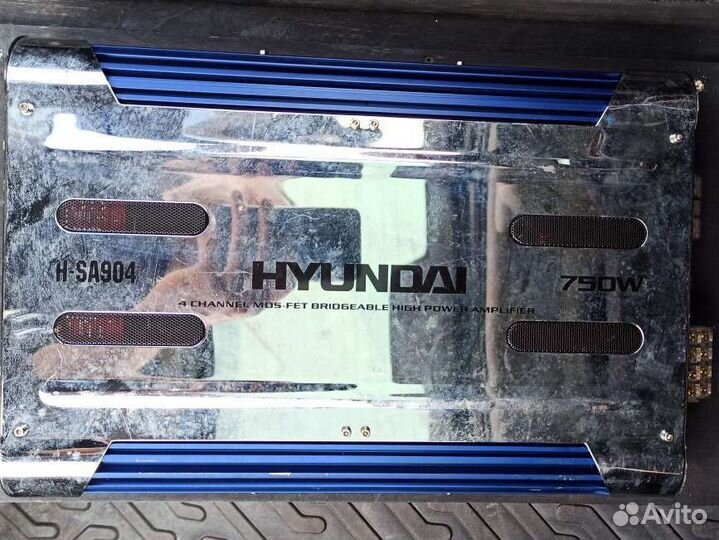 H-SA904 HYUNDAI 750W
4 CHANNEL MOS-FET BRIDGEABLE HIGH POWER AMPLIFIER
Avito